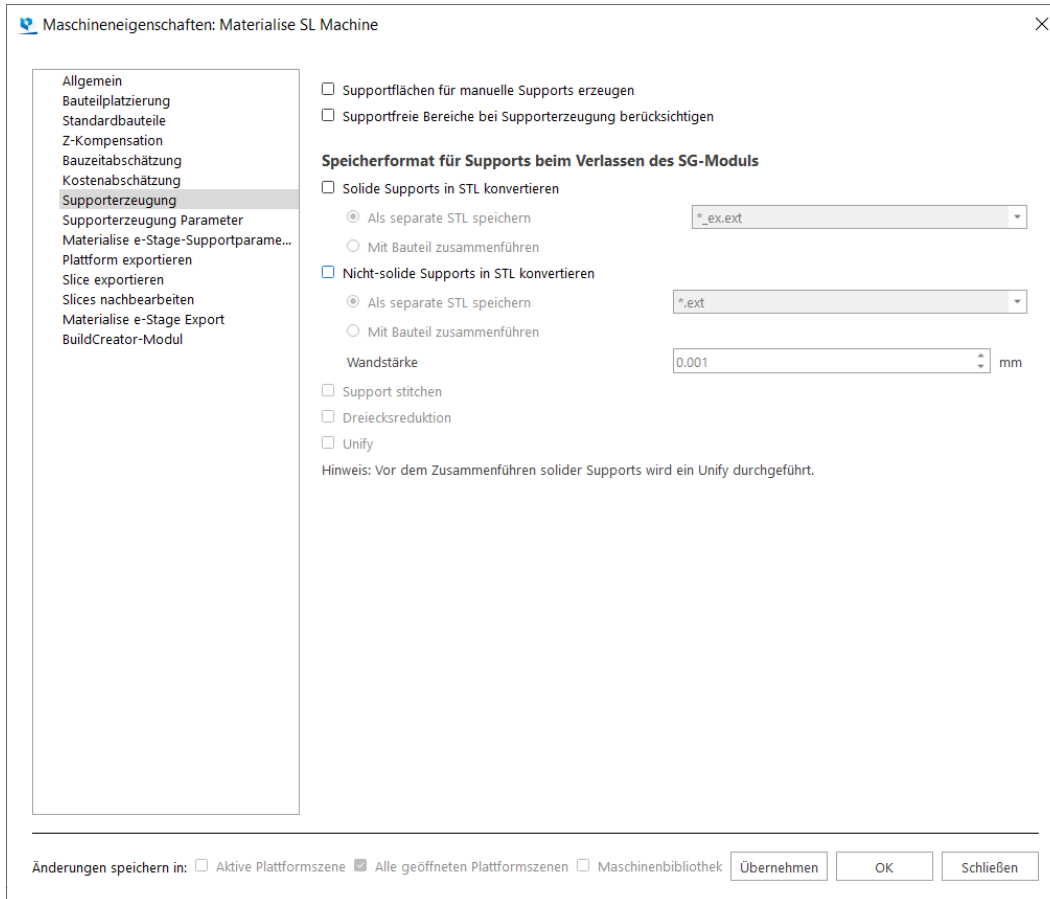 Maschineneigenschaften: Materialise SL Machine
Allgemein
Bauteilplatzierung
Standardbauteile
Z-Kompensation
Bauzeitabschätzung
Kostenabschätzung
Supporterzeugung
Supporterzeugung Parameter
Materialise e-Stage-Supportparame...
Plattform exportieren
Slice exportieren
Slices nachbearbeiten
Materialise e-Stage Export
BuildCreator-Modul
Supportflächen für manuelle Supports erzeugen
Supportfreie Bereiche bei Supporterzeugung berücksichtigen
Speicherformat für Supports beim Verlassen des SG-Moduls
Solide Supports in STL konvertieren
Als separate STL speichern *_ex.ext
Mit Bauteil zusammenführen
Nicht-solide Supports in STL konvertieren
Als separate STL speichern *.ext
Mit Bauteil zusammenführen
Wandstärke 0.001 mm
Support stitchen
Dreiecksreduktion
Unify
Hinweis: Vor dem Zusammenführen solider Supports wird ein Unify durchgeführt.
Änderungen speichern in: Aktive Plattformszene Alle geöffneten Plattformszenen Maschinenbibliothek Übernehmen OK Schließen